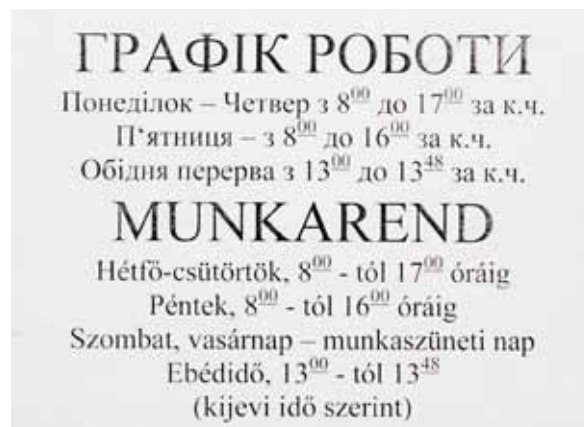 ГРАФІК РОБОТИ
Понеділок – Четвер з 8⁰⁰ до 17⁰⁰ за к.ч.
П‘ятниця – з 8⁰⁰ до 16⁰⁰ за к.ч.
Обідня перерва з 13⁰⁰ до 13⁴⁸ за к.ч.
MUNKAREND
Hétfő-csütörtök, 8⁰⁰ - tól 17⁰⁰ óráig
Péntek, 8⁰⁰ - tól 16⁰⁰ óráig
Szombat, vasárnap – munkaszüneti nap
Ebédidő, 13⁰⁰ - tól 13⁴⁸
(kijevi idő szerint)